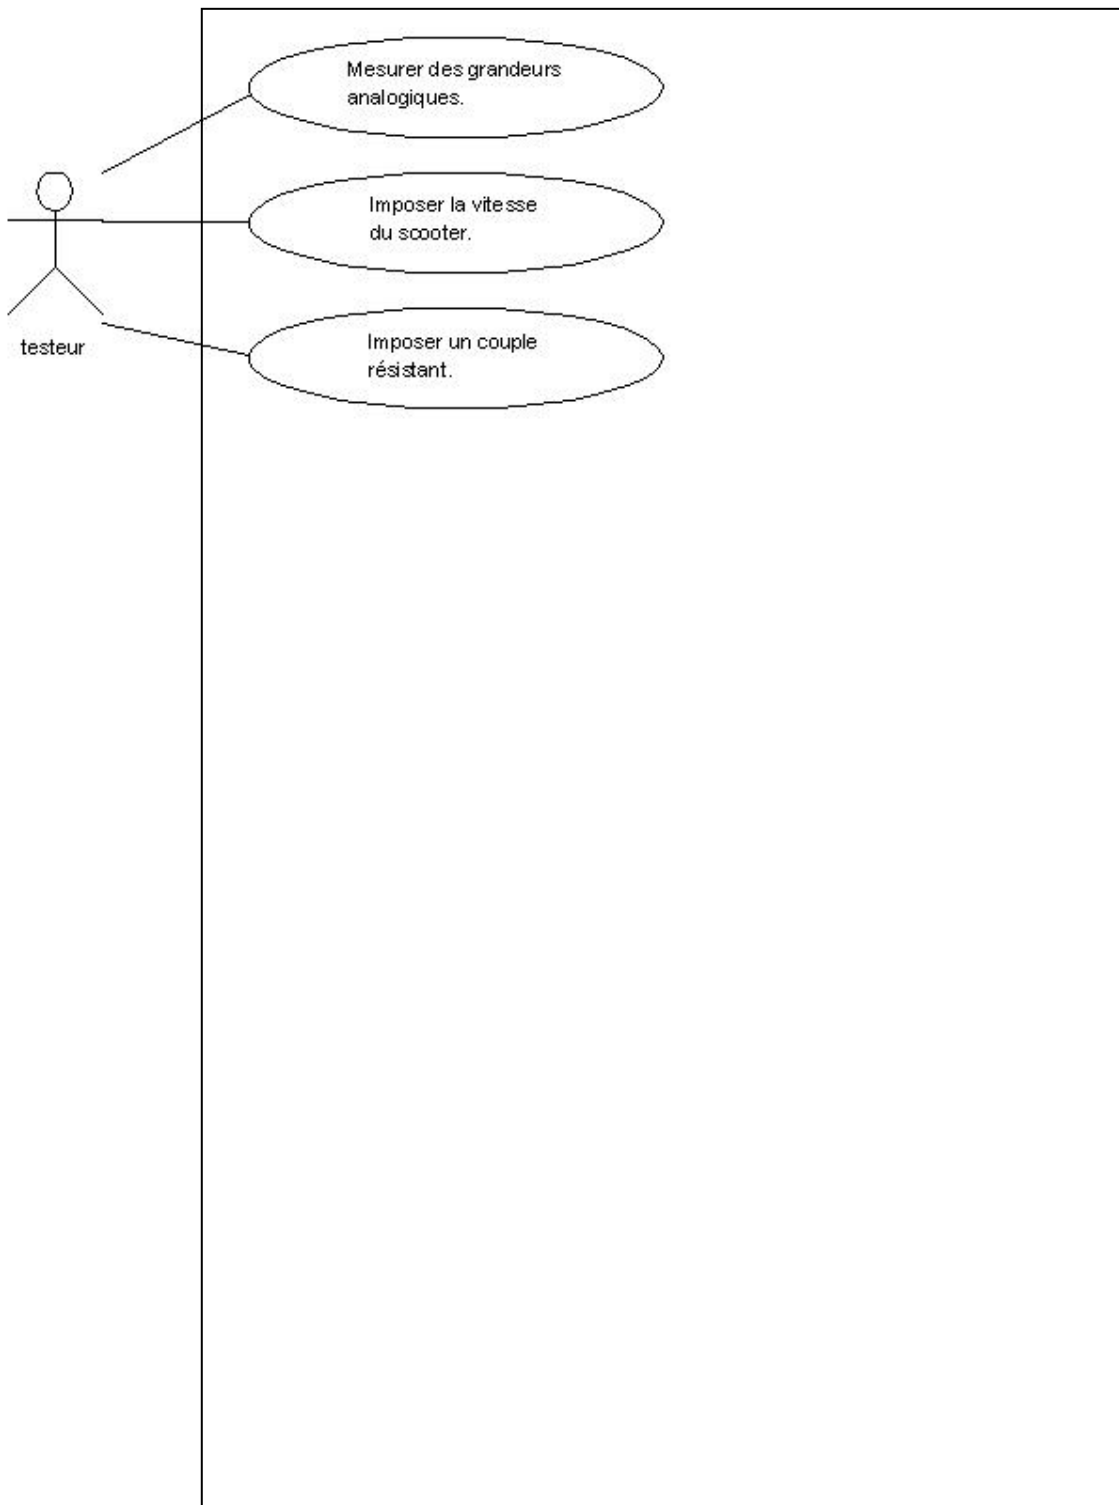 Mesurer des grandeurs
analogiques.
Imposer la vitesse
du scooter.
Imposer un couple
résistant.
testeur